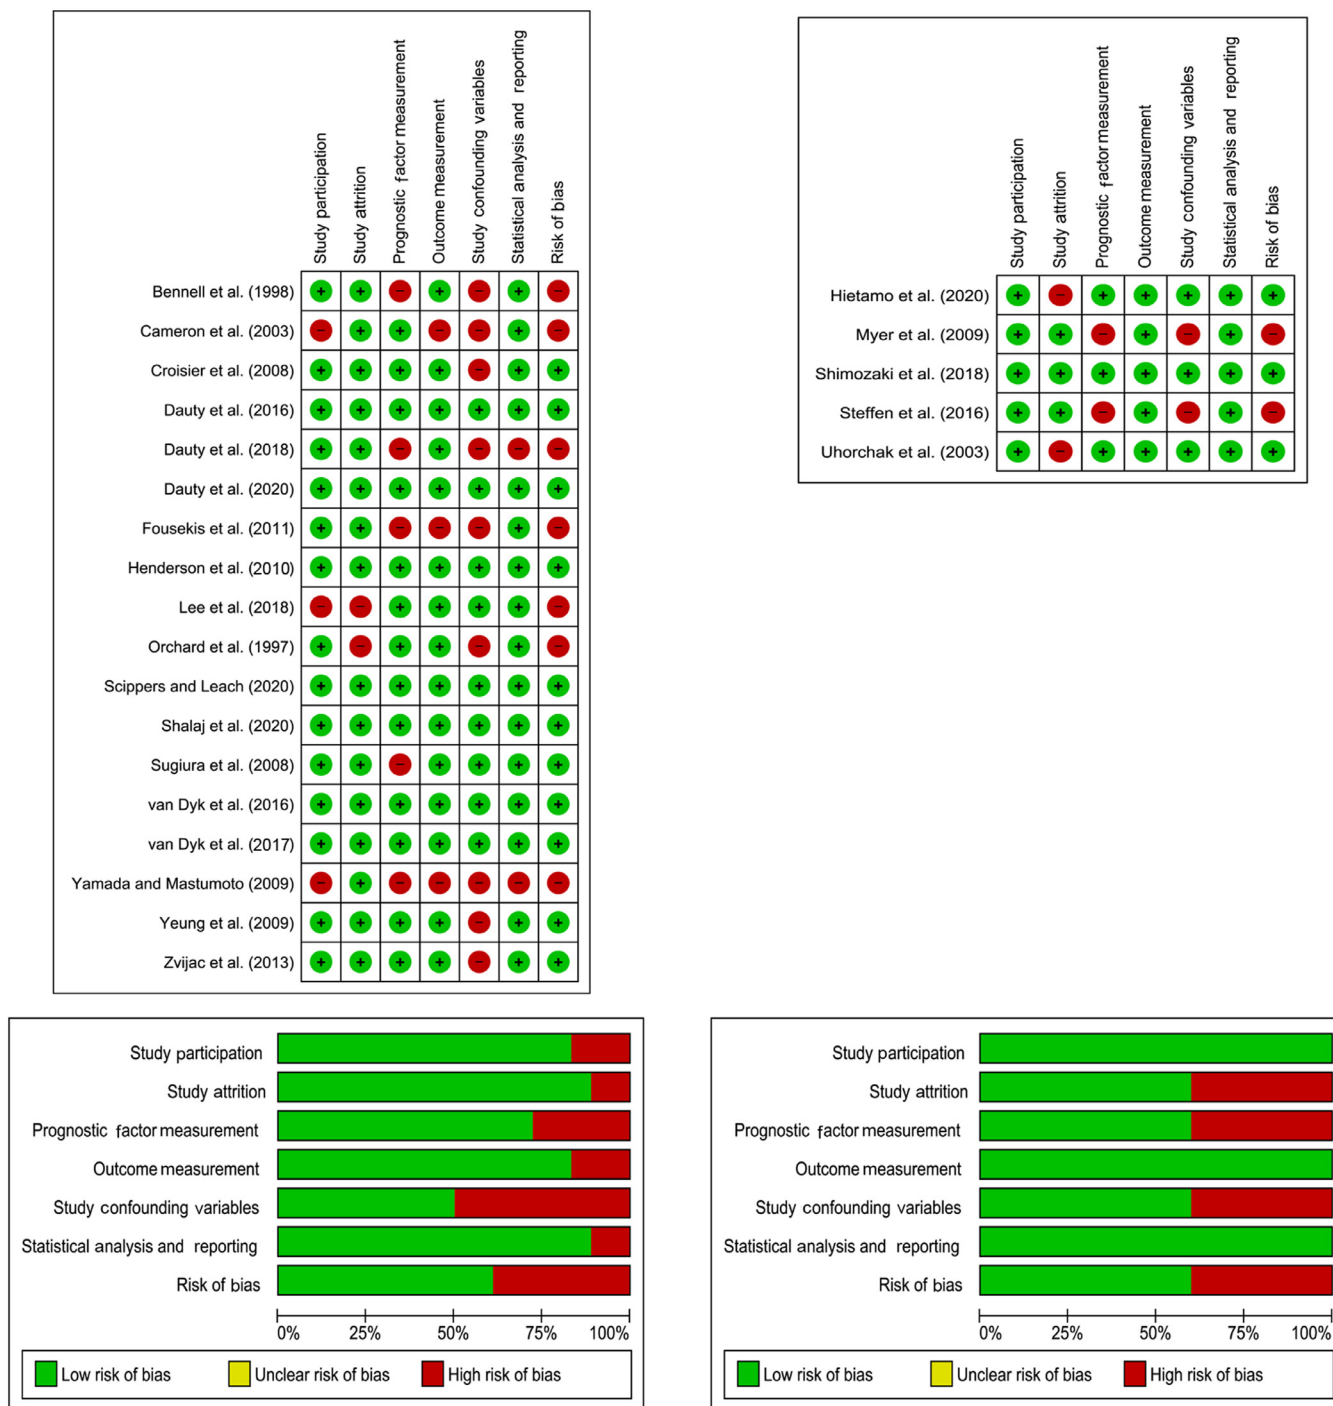 Study participation
Study attrition
Prognostic factor measurement
Outcome measurement
Study confounding variables
Statistical analysis and reporting
Risk of bias
Bennell et al. (1998)
Cameron et al. (2003)
Croisier et al. (2008)
Dauty et al. (2016)
Dauty et al. (2018)
Dauty et al. (2020)
Fousekis et al. (2011)
Henderson et al. (2010)
Lee et al. (2018)
Orchard et al. (1997)
Scippers and Leach (2020)
Shalaj et al. (2020)
Sugiura et al. (2008)
van Dyk et al. (2016)
van Dyk et al. (2017)
Yamada and Mastumoto (2009)
Yeung et al. (2009)
Zvijac et al. (2013)
Study participation
Study attrition
Prognostic factor measurement
Outcome measurement
Study confounding variables
Statistical analysis and reporting
Risk of bias
Hietamo et al. (2020)
Myer et al. (2009)
Shimozaki et al. (2018)
Steffen et al. (2016)
Uhorchak et al. (2003)
Study participation
Study attrition
Prognostic factor measurement
Outcome measurement
Study confounding variables
Statistical analysis and reporting
Risk of bias
0% 25% 50% 75% 100%
Low risk of bias Unclear risk of bias High risk of bias
Study participation
Study attrition
Prognostic factor measurement
Outcome measurement
Study confounding variables
Statistical analysis and reporting
Risk of bias
0% 25% 50% 75% 100%
Low risk of bias Unclear risk of bias High risk of bias